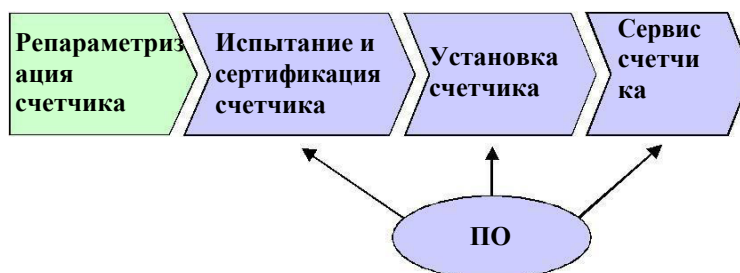 Репараметриз
ация
счетчика
Испытание и
сертификация
счетчика
Установка
счетчика
Сервис
счетчи
ка
ПО